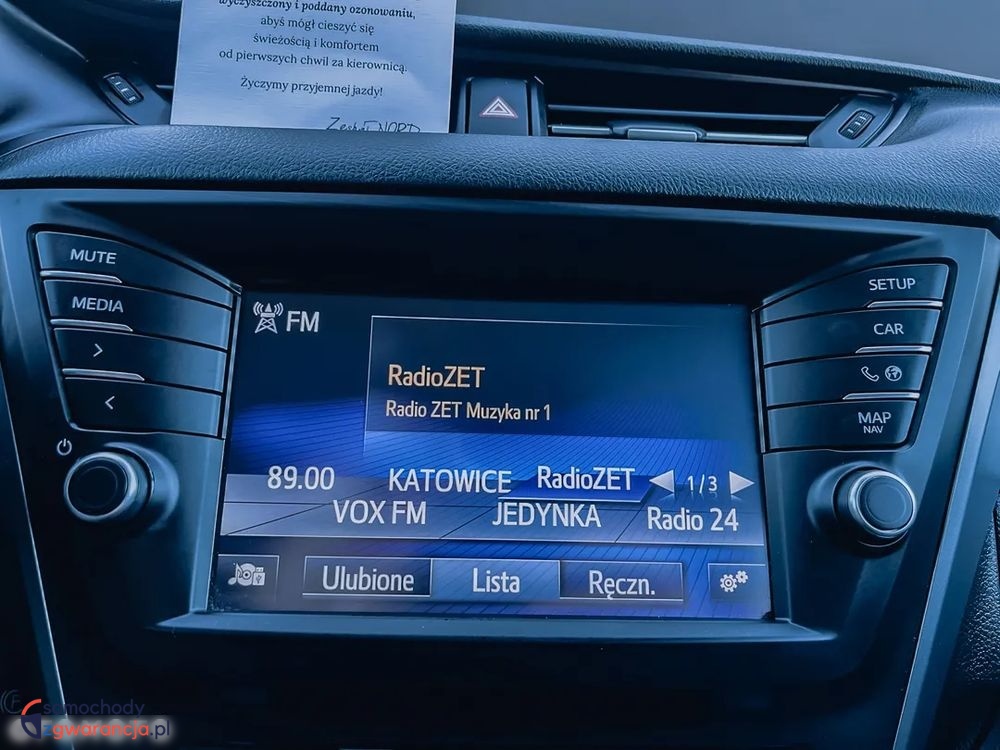 wyczyszczony i poddany ozonowaniu,
abyś mógł cieszyć się
świeżością i komfortem
od pierwszych chwil za kierownicą.
Życzymy przyjemnej jazdy!
MUTE
MEDIA
>
<
SETUP
CAR
MAP
NAV
FM
RadioZET
Radio ZET Muzyka nr 1
89.00 KATOWICE RadioZET 1/3
VOX FM JEDYNKA Radio 24
Ulubione Lista Ręczn.
samochody
zgwarancja.pl